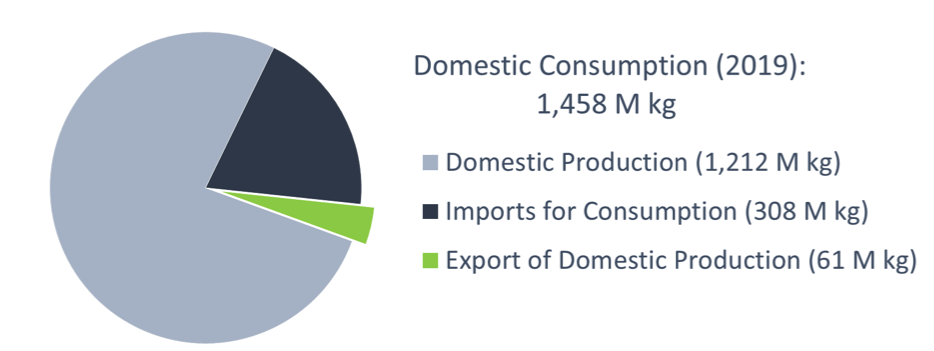 Domestic Consumption (2019):
1,458 M kg
Domestic Production (1,212 M kg)
Imports for Consumption (308 M kg)
Export of Domestic Production (61 M kg)